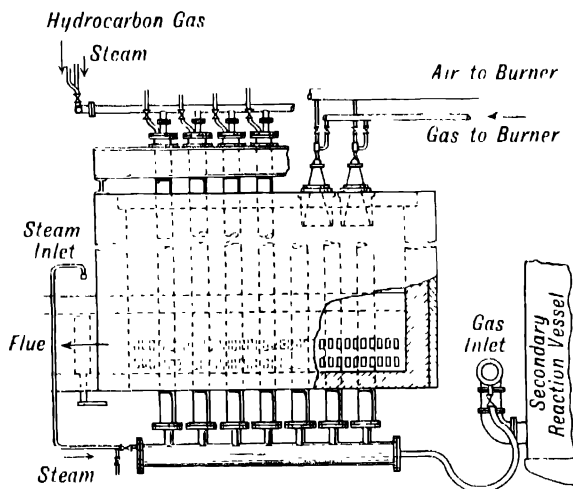 Hydrocarbon Gas
Steam
Air to Burner
Gas to Burner
Steam
Inlet
Flue
Gas
Inlet
Secondary
Reaction Vessel
Steam